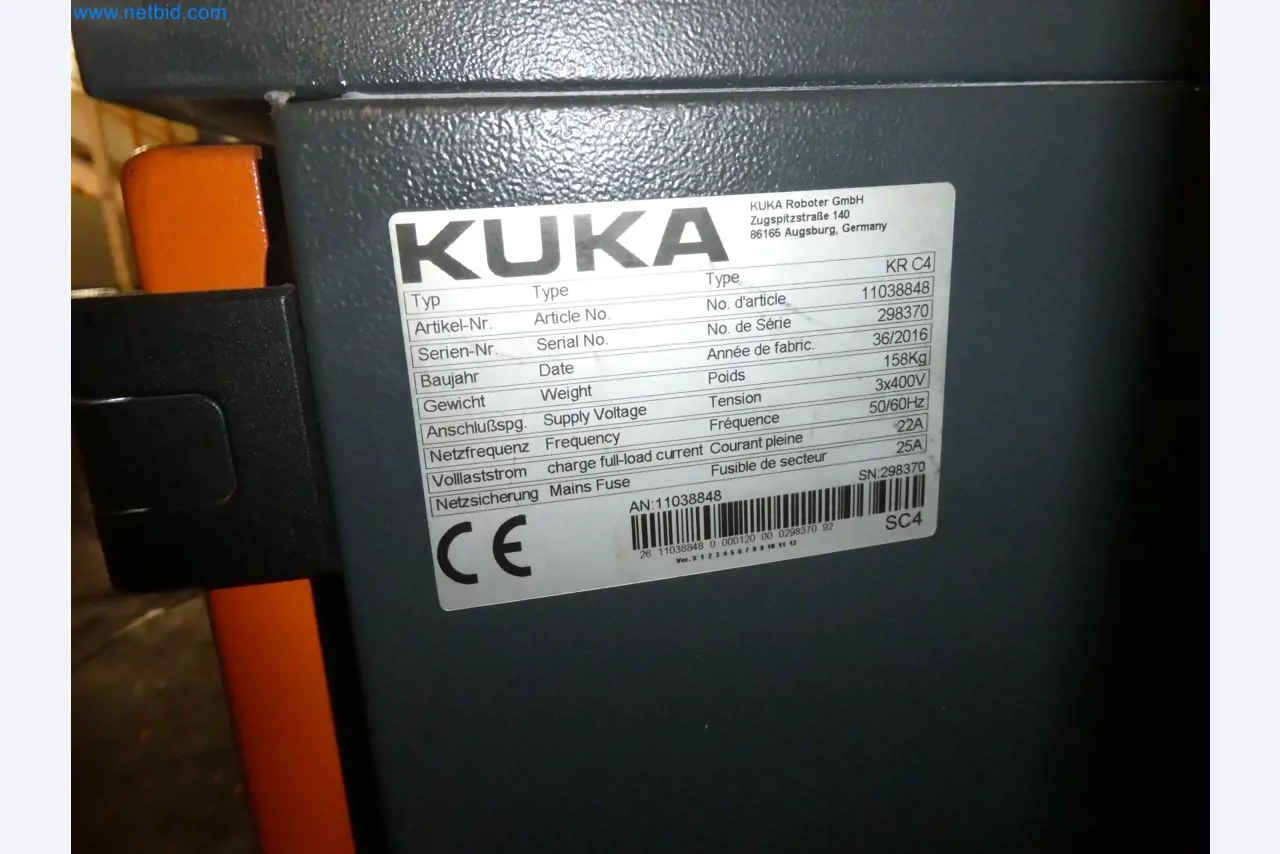 www.netbid.com
KUKA
KUKA Roboter GmbH
Zugspitzstraße 140
86165 Augsburg, Germany
Typ Type Type KR C4
Artikel-Nr. Article No. No. d'article 11038848
Serien-Nr. Serial No. No. de Série 298370
Baujahr Date Année de fabric. 36/2016
Gewicht Weight Poids 158Kg
Anschlußspg. Supply Voltage Tension 3x400V
Netzfrequenz Frequency Fréquence 50/60Hz
Volllaststrom charge full-load current Courant pleine 22A
Netzsicherung Mains Fuse Fusible de secteur 25A
AN:11038848 SN:298370
26 11038848 0 000120 00 0298370 92
Ver. X 1 2 3 4 5 6 7 8 9 10 11 12
SC4
CE